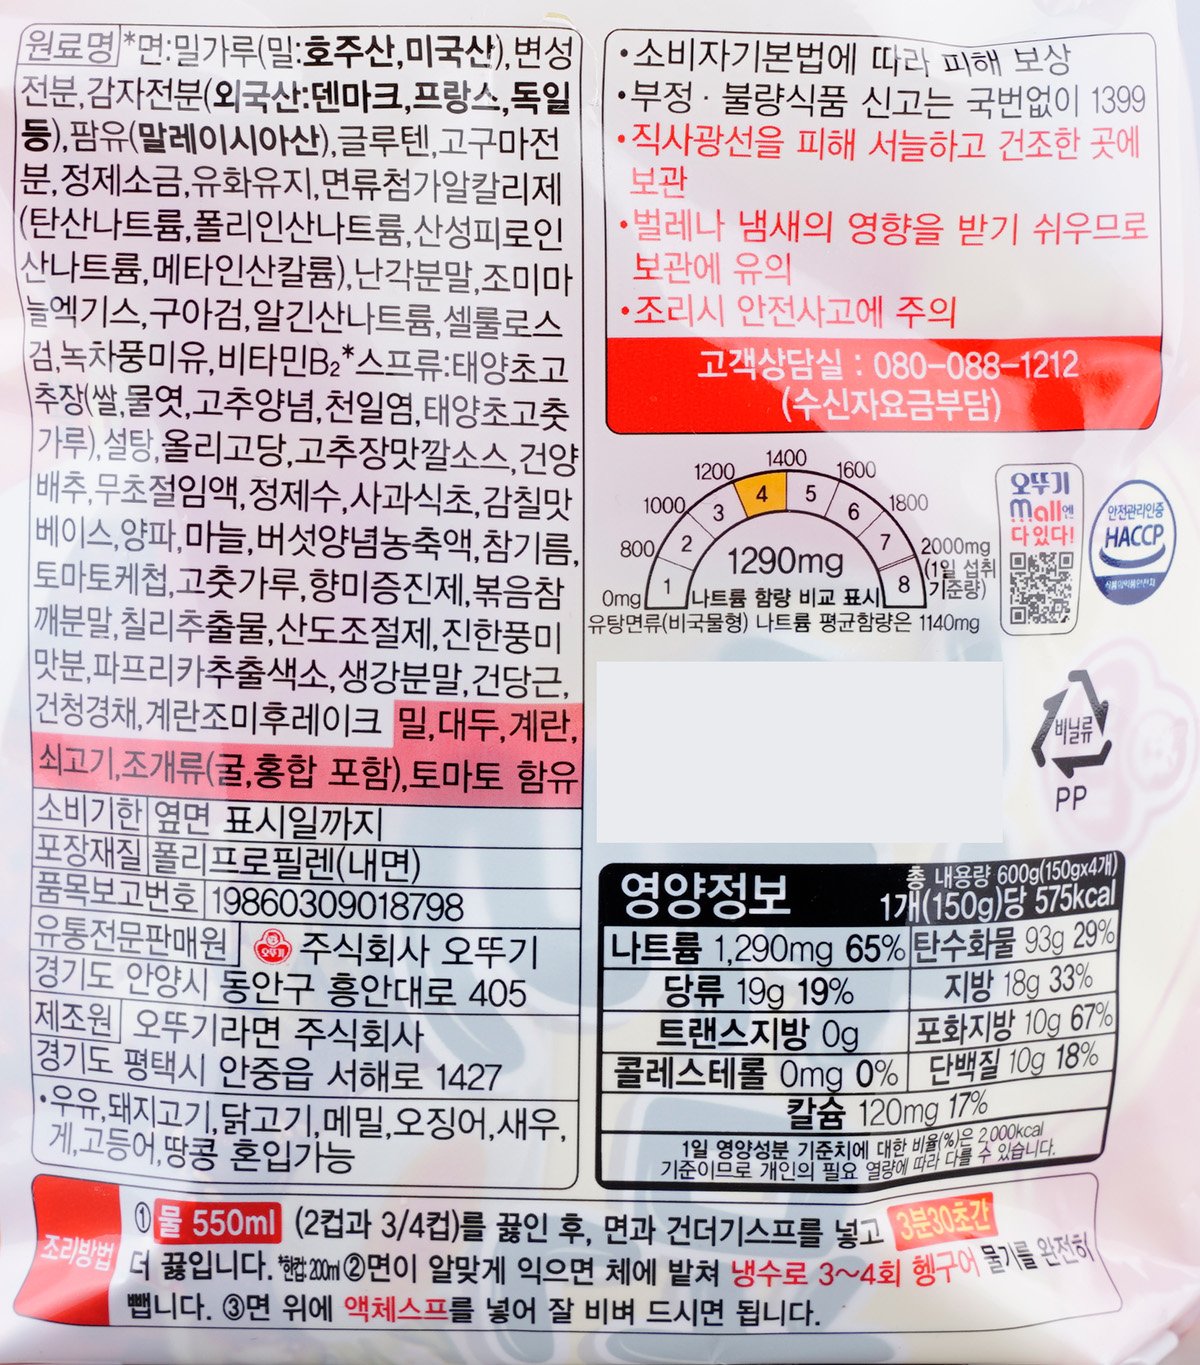 원료명 *면:밀가루(밀:호주산,미국산),변성
전분,감자전분(외국산:덴마크,프랑스,독일
등),팜유(말레이시아산),글루텐,고구마전
분,정제소금,유화유지,면류첨가알칼리제
(탄산나트륨,폴리인산나트륨,산성피로인
산나트륨,메타인산칼륨),난각분말,조미마
늘엑기스,구아검,알긴산나트륨,셀룰로스
검,녹차풍미유,비타민B₂*스프류:태양초고
추장(쌀,물엿,고추양념,천일염,태양초고춧
가루),설탕,올리고당,고추장맛깔소스,건양
배추,무초절임액,정제수,사과식초,감칠맛
베이스,양파,마늘,버섯양념농축액,참기름,
토마토케첩,고춧가루,향미증진제,볶음참
깨분말,칠리추출물,산도조절제,진한풍미
맛분,파프리카추출색소,생강분말,건당근,
건청경채,계란조미후레이크 밀,대두,계란,
쇠고기,조개류(굴,홍합 포함),토마토 함유
소비기한 옆면 표시일까지
포장재질 폴리프로필렌(내면)
품목보고번호 19860309018798
유통전문판매원 오뚜기 주식회사 오뚜기
경기도 안양시 동안구 흥안대로 405
제조원 오뚜기라면 주식회사
경기도 평택시 안중읍 서해로 1427
•우유,돼지고기,닭고기,메밀,오징어,새우,
게,고등어,땅콩 혼입가능
•소비자기본법에 따라 피해 보상
•부정·불량식품 신고는 국번없이 1399
•직사광선을 피해 서늘하고 건조한 곳에
보관
•벌레나 냄새의 영향을 받기 쉬우므로
보관에 유의
•조리시 안전사고에 주의
고객상담실 : 080-088-1212
(수신자요금부담)
0mg 800 1000 1200 1400 1600 1800 2000mg
(1일 섭취
기준량)
1 2 3 4 5 6 7 8
1290mg
나트륨 함량 비교 표시
유탕면류(비국물형) 나트륨 평균함량은 1140mg
오뚜기
mall엔
다 있다!
안전관리인증
HACCP
식품의약품안전처
비닐류
PP
영양정보
총 내용량 600g(150gx4개)
1개(150g)당 575kcal
나트륨 1,290mg 65% 탄수화물 93g 29%
당류 19g 19% 지방 18g 33%
트랜스지방 0g 포화지방 10g 67%
콜레스테롤 0mg 0% 단백질 10g 18%
칼슘 120mg 17%
1일 영양성분 기준치에 대한 비율(%)은 2,000kcal
기준이므로 개인의 필요 열량에 따라 다를 수 있습니다.
조리방법 ①물 550ml (2컵과 3/4컵)를 끓인 후, 면과 건더기스프를 넣고 3분30초간
더 끓입니다. *한컵:200ml ②면이 알맞게 익으면 체에 밭쳐 냉수로 3~4회 헹구어 물기를 완전히
뺍니다. ③면 위에 액체스프를 넣어 잘 비벼 드시면 됩니다.